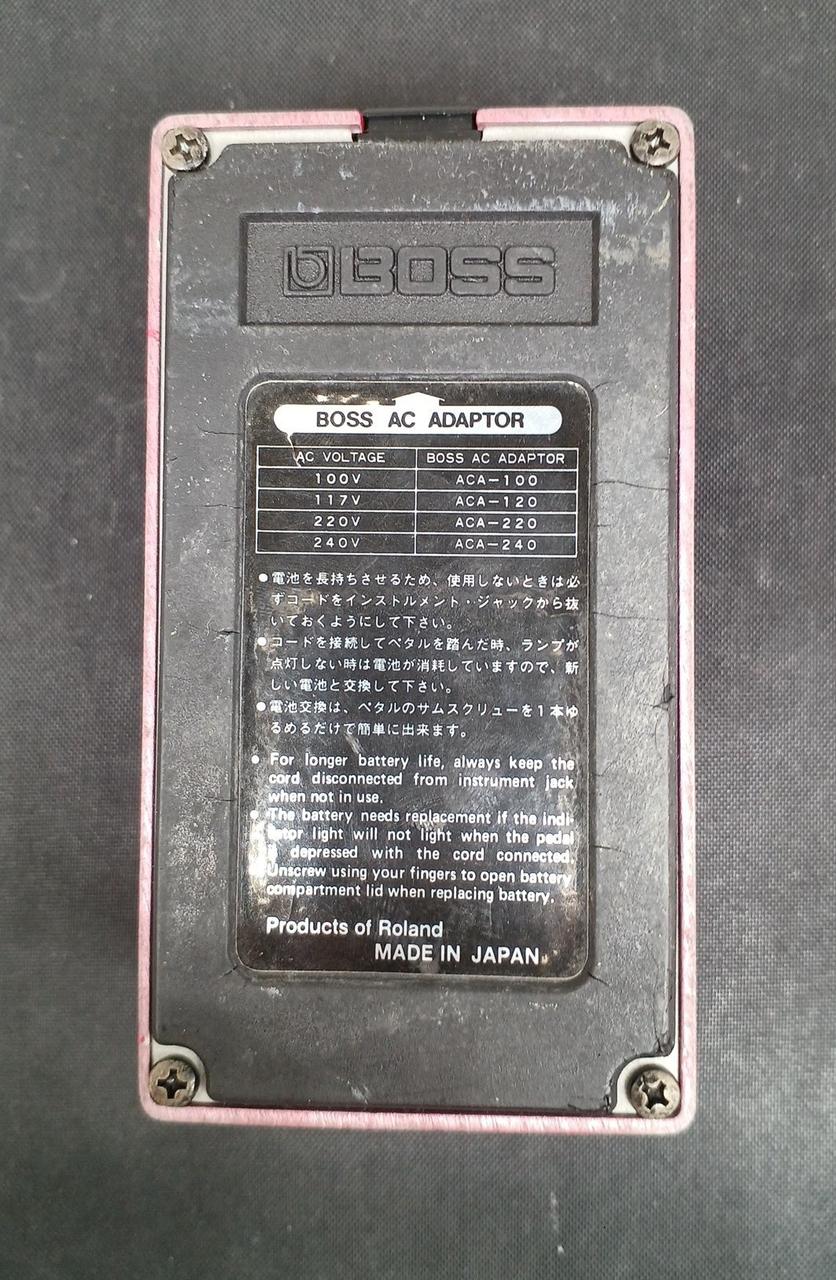 BOSS
BOSS AC ADAPTOR
AC VOLTAGE BOSS AC ADAPTOR
100V ACA-100
117V ACA-120
220V ACA-220
240V ACA-240
●電池を長持ちさせるため、使用しないときは必
ずコードをインストルメント・ジャックから抜
いておくようにして下さい。
●コードを接続してペタルを踏んだ時、ランプが
点灯しない時は電池が消耗していますので、新
しい電池と交換して下さい。
●電池交換は、ペタルのサムスクリューを1本ゆ
るめるだけで簡単に出来ます。
● For longer battery life, always keep the
cord disconnected from instrument jack
when not in use.
● The battery needs replacement if the indi-
cator light will not light when the pedal
is depressed with the cord connected.
Unscrew using your fingers to open battery
compartment lid when replacing battery.
Products of Roland
MADE IN JAPAN